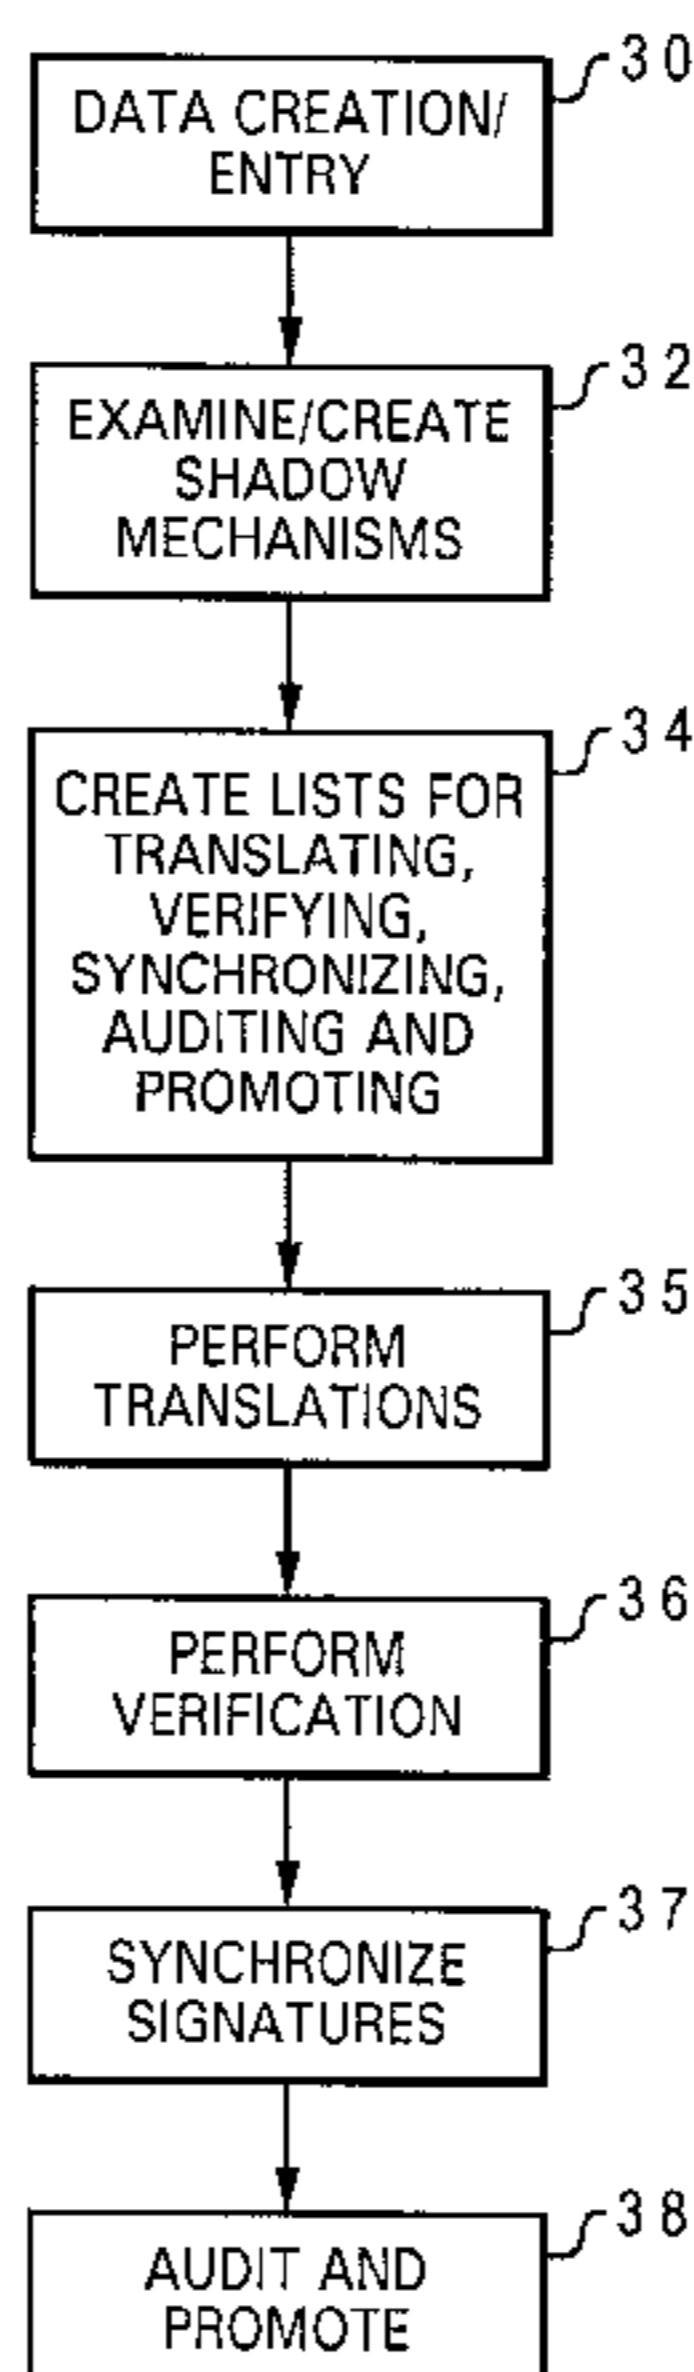 30
DATA CREATION/
ENTRY
32
EXAMINE/CREATE
SHADOW
MECHANISMS
34
CREATE LISTS FOR
TRANSLATING,
VERIFYING,
SYNCHRONIZING,
AUDITING AND
PROMOTING
35
PERFORM
TRANSLATIONS
36
PERFORM
VERIFICATION
37
SYNCHRONIZE
SIGNATURES
38
AUDIT AND
PROMOTE